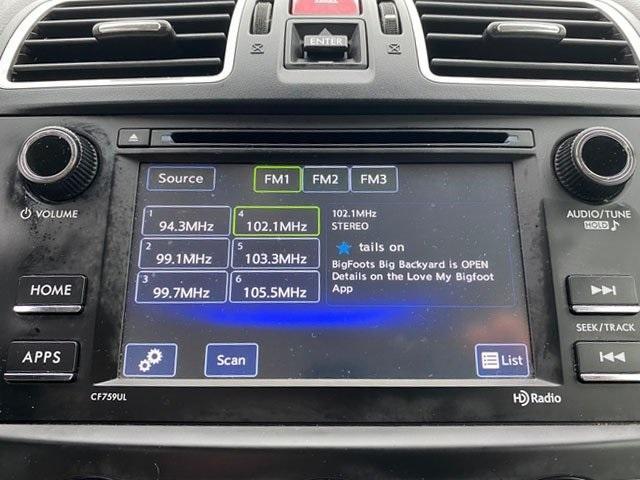 ENTER
Source
FM1
FM2
FM3
1 94.3MHz
4 102.1MHz
2 99.1MHz
5 103.3MHz
3 99.7MHz
6 105.5MHz
102.1MHz
STEREO
tails on
BigFoots Big Backyard is OPEN
Details on the Love My Bigfoot
App
Scan
List
VOLUME
HOME
APPS
AUDIO/TUNE
HOLD
SEEK/TRACK
CF759UL
HD Radio